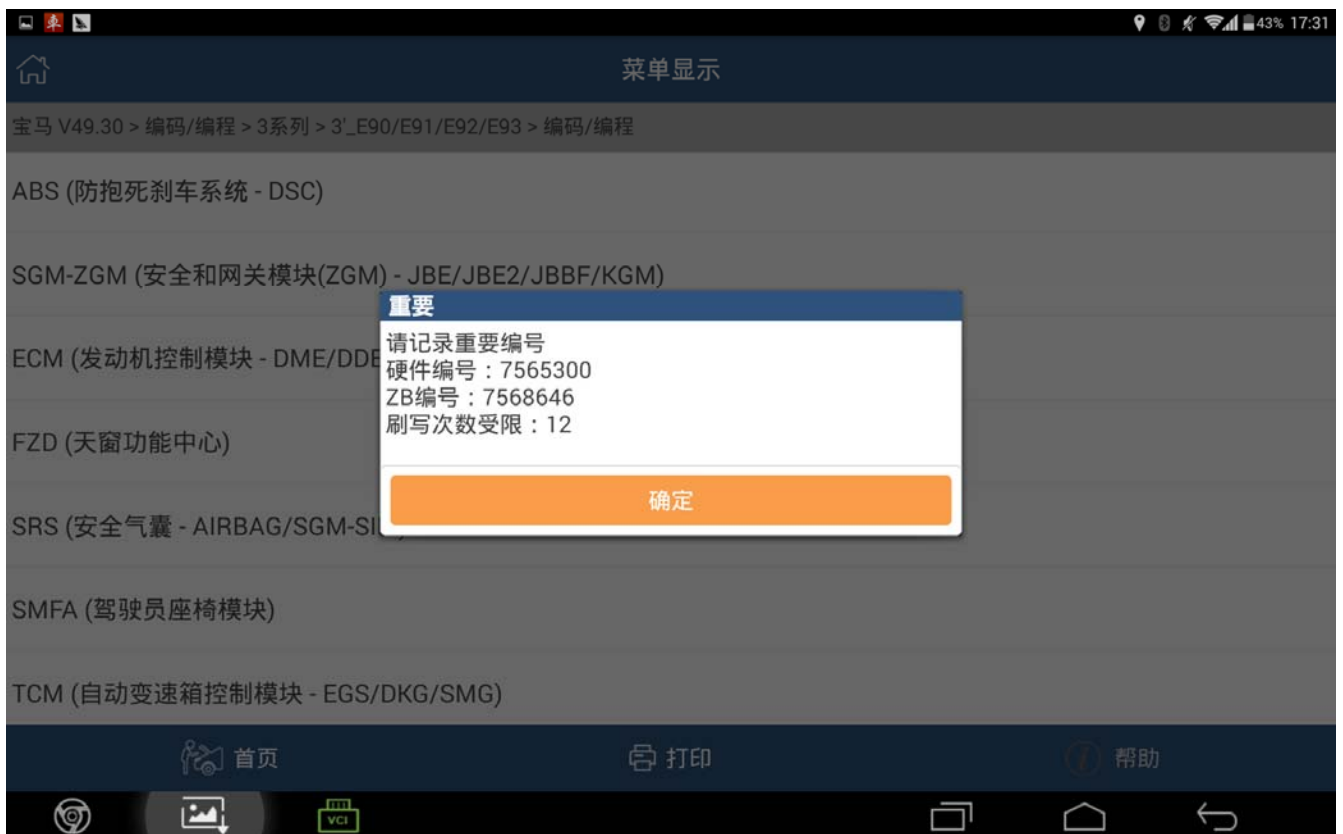 車
43% 17:31
菜单显示
宝马 V49.30 > 编码/编程 > 3系列 > 3'_E90/E91/E92/E93 > 编码/编程
ABS (防抱死刹车系统 - DSC)
SGM-ZGM (安全和网关模块(ZGM) - JBE/JBE2/JBBF/KGM)
重要
请记录重要编号
ECM (发动机控制模块 - DME/DDE
硬件编号：7565300
ZB编号：7568646
刷写次数受限：12
FZD (天窗功能中心)
确定
SRS (安全气囊 - AIRBAG/SGM-SI
SMFA (驾驶员座椅模块)
TCM (自动变速箱控制模块 - EGS/DKG/SMG)
首页 打印 帮助
VCI